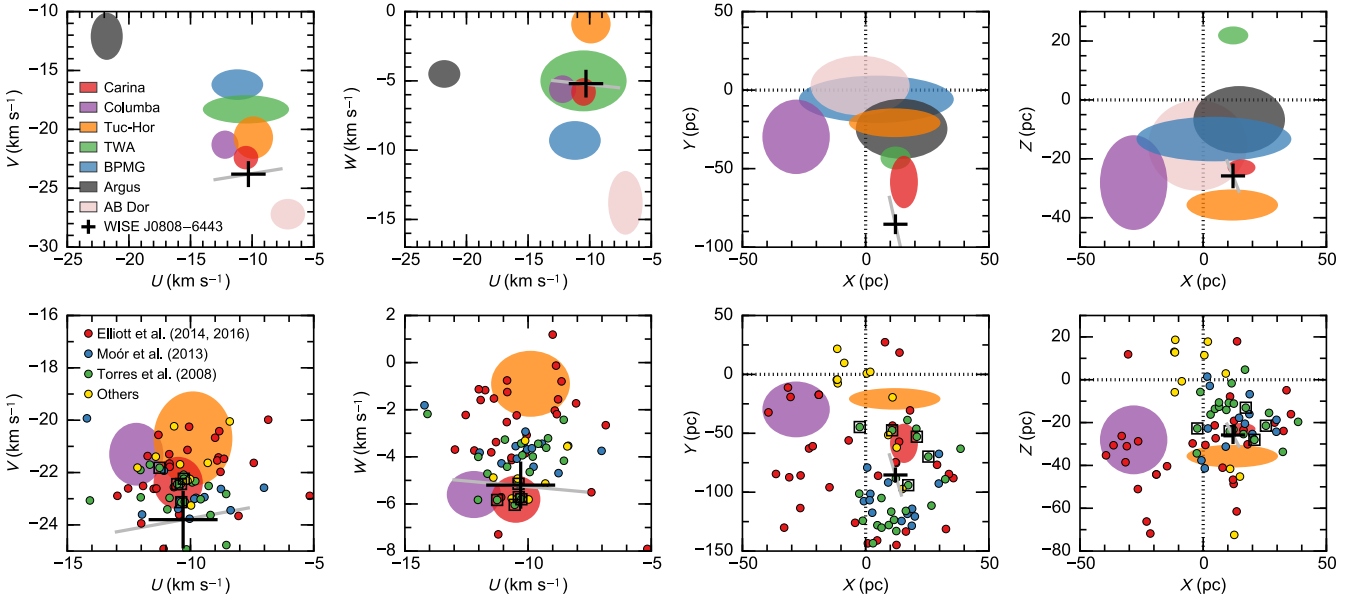 −10
−15
−20
−25
−30
V (km s⁻¹)
Carina
Columba
Tuc-Hor
TWA
BPMG
Argus
AB Dor
WISE J0808−6443
−25 −20 −15 −10 −5
U (km s⁻¹)
0
−5
−10
−15
W (km s⁻¹)
−25 −20 −15 −10 −5
U (km s⁻¹)
50
0
−50
−100
Y (pc)
−50 0 50
X (pc)
20
0
−20
−40
Z (pc)
−50 0 50
X (pc)
−16
−18
−20
−22
−24
V (km s⁻¹)
Elliott et al. (2014, 2016)
Moór et al. (2013)
Torres et al. (2008)
Others
−15 −10 −5
U (km s⁻¹)
2
0
−2
−4
−6
−8
W (km s⁻¹)
−15 −10 −5
U (km s⁻¹)
50
25
0
−25
−50
−75
−100
−125
−150
Y (pc)
−50 0 50
X (pc)
20
0
−20
−40
−60
−80
Z (pc)
−50 0 50
X (pc)